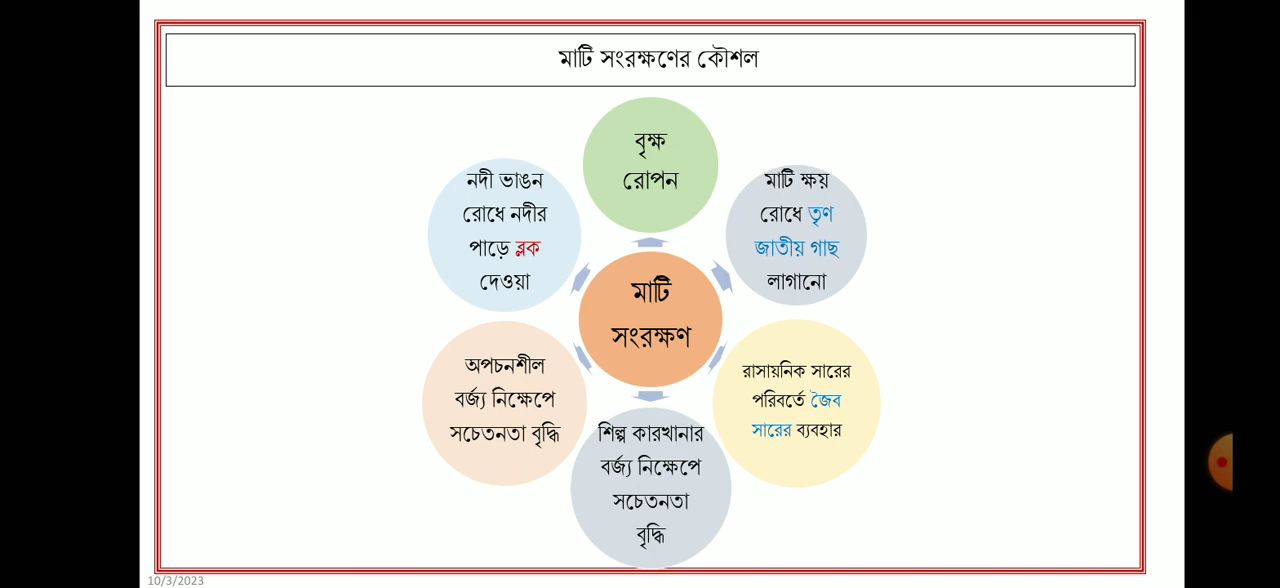 মাটি সংরক্ষণের কৌশল
বৃক্ষ
রোপন
মাটি ক্ষয়
রোধে তৃণ
জাতীয় গাছ
লাগানো
রাসায়নিক সারের
পরিবর্তে জৈব
সারের ব্যবহার
শিল্প কারখানার
বর্জ্য নিক্ষেপে
সচেতনতা
বৃদ্ধি
অপচনশীল
বর্জ্য নিক্ষেপে
সচেতনতা বৃদ্ধি
নদী ভাঙন
রোধে নদীর
পাড়ে ব্লক
দেওয়া
মাটি
সংরক্ষণ
10/3/2023